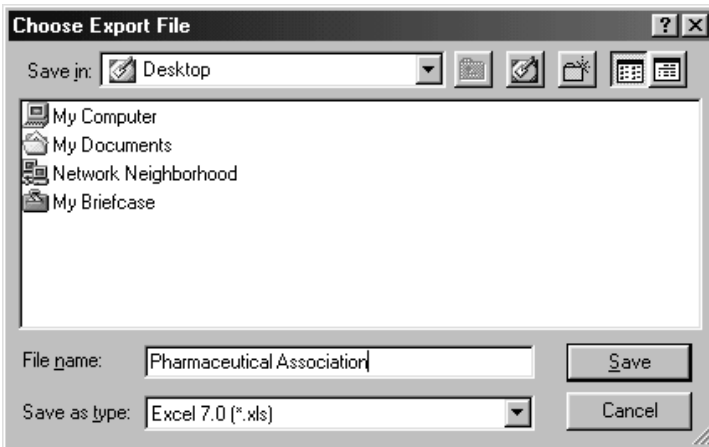 Choose Export File
Save in: Desktop
My Computer
My Documents
Network Neighborhood
My Briefcase
File name: Pharmaceutical Association
Save
Save as type: Excel 7.0 (*.xls)
Cancel